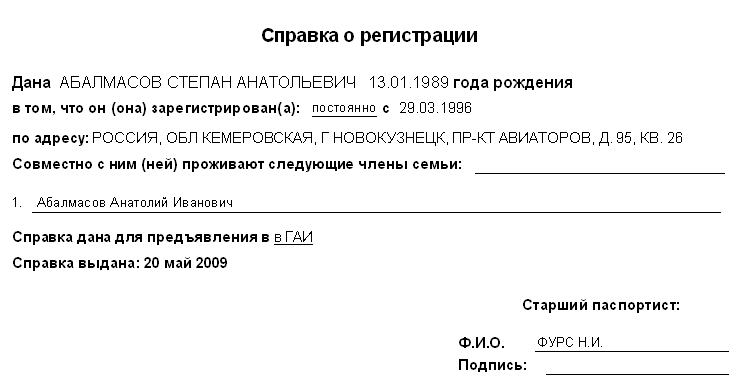 Справка о регистрации
Дана АБАЛМАСОВ СТЕПАН АНАТОЛЬЕВИЧ 13.01.1989 года рождения
в том, что он (она) зарегистрирован(а): постоянно с 29.03.1996
по адресу: РОССИЯ, ОБЛ КЕМЕРОВСКАЯ, Г НОВОКУЗНЕЦК, ПР-КТ АВИАТОРОВ, Д. 95, КВ. 26
Совместно с ним (ней) проживают следующие члены семьи:
1. Абалмасов Анатолий Иванович
Справка дана для предъявления в в ГАИ
Справка выдана: 20 май 2009
Старший паспортист:
Ф.И.О. ФУРС Н.И.
Подпись: